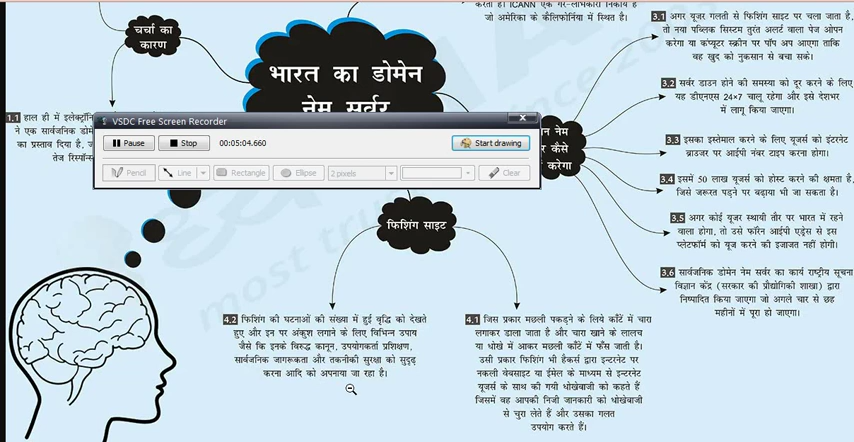 करता है। ICANN एक गैर-लाभकारी निकाय है
जो अमेरिका के कैलिफोर्निया में स्थित है।
चर्चा का
कारण
भारत का डोमेन
नेम सर्वर
1.1 हाल ही में इलेक्ट्रॉनि
ने एक सार्वजनिक डोमे
का प्रस्ताव दिया है, ज
तेज रिस्पॉन्स
VSDC Free Screen Recorder
Pause
Stop
00:05:04.660
Start drawing
Pencil
Line
Rectangle
Ellipse
2 pixels
Clear
न नेम
र कैसे
करेगा
3.1 अगर यूजर गलती से फिशिंग साइट पर चला जाता है,
तो नया पब्लिक सिस्टम तुरंत अलर्ट वाला पेज ओपन
करेगा या कंप्यूटर स्क्रीन पर पॉप अप आएगा ताकि
वह खुद को नुकसान से बचा सके।
3.2 सर्वर डाउन होने की समस्या को दूर करने के लिए
यह डीएनएस 24×7 चालू रहेगा और इसे देशभर
में लागू किया जाएगा।
3.3 इसका इस्तेमाल करने के लिए यूजर्स को इंटरनेट
ब्राउजर पर आईपी नंबर टाइप करना होगा।
3.4 इसमें 50 लाख यूजर्स को होस्ट करने की क्षमता है,
जिसे जरूरत पड़ने पर बढ़ाया भी जा सकता है।
3.5 अगर कोई यूजर स्थायी तौर पर भारत में रहने
वाला होगा, तो उसे फॉरेन आईपी एड्रेस से इस
प्लेटफॉर्म को यूज करने की इजाजत नहीं होगी।
3.6 सार्वजनिक डोमेन नेम सर्वर का कार्य राष्ट्रीय सूचना
विज्ञान केंद्र (सरकार की प्रौद्योगिकी शाखा) द्वारा
निष्पादित किया जाएगा जो अगले चार से छह
महीनों में पूरा हो जाएगा।
फिशिंग साइट
4.2 फिशिंग की घटनाओं की संख्या में हुई वृद्धि को देखते
हुए और इन पर अंकुश लगाने के लिए विभिन्न उपाय
जैसे कि इनके विरुद्ध कानून, उपयोगकर्ता प्रशिक्षण,
सार्वजनिक जागरूकता और तकनीकी सुरक्षा को सुदृढ़
करना आदि को अपनाया जा रहा है।
4.1 जिस प्रकार मछली पकड़ने के लिये काँटें में चारा
लगाकर डाला जाता है और चारा खाने के लालच
या धोखे में आकर मछली काँटें में फँस जाती है।
उसी प्रकार फिशिंग भी हैकर्स द्वारा इन्टरनेट पर
नकली वेबसाइट या ईमेल के माध्यम से इन्टरनेट
यूजर्स के साथ की गयी धोखेबाजी को कहते हैं
जिसमें वह आपकी निजी जानकारी को धोखेबाजी
से चुरा लेते हैं और उसका गलत
उपयोग करते हैं।